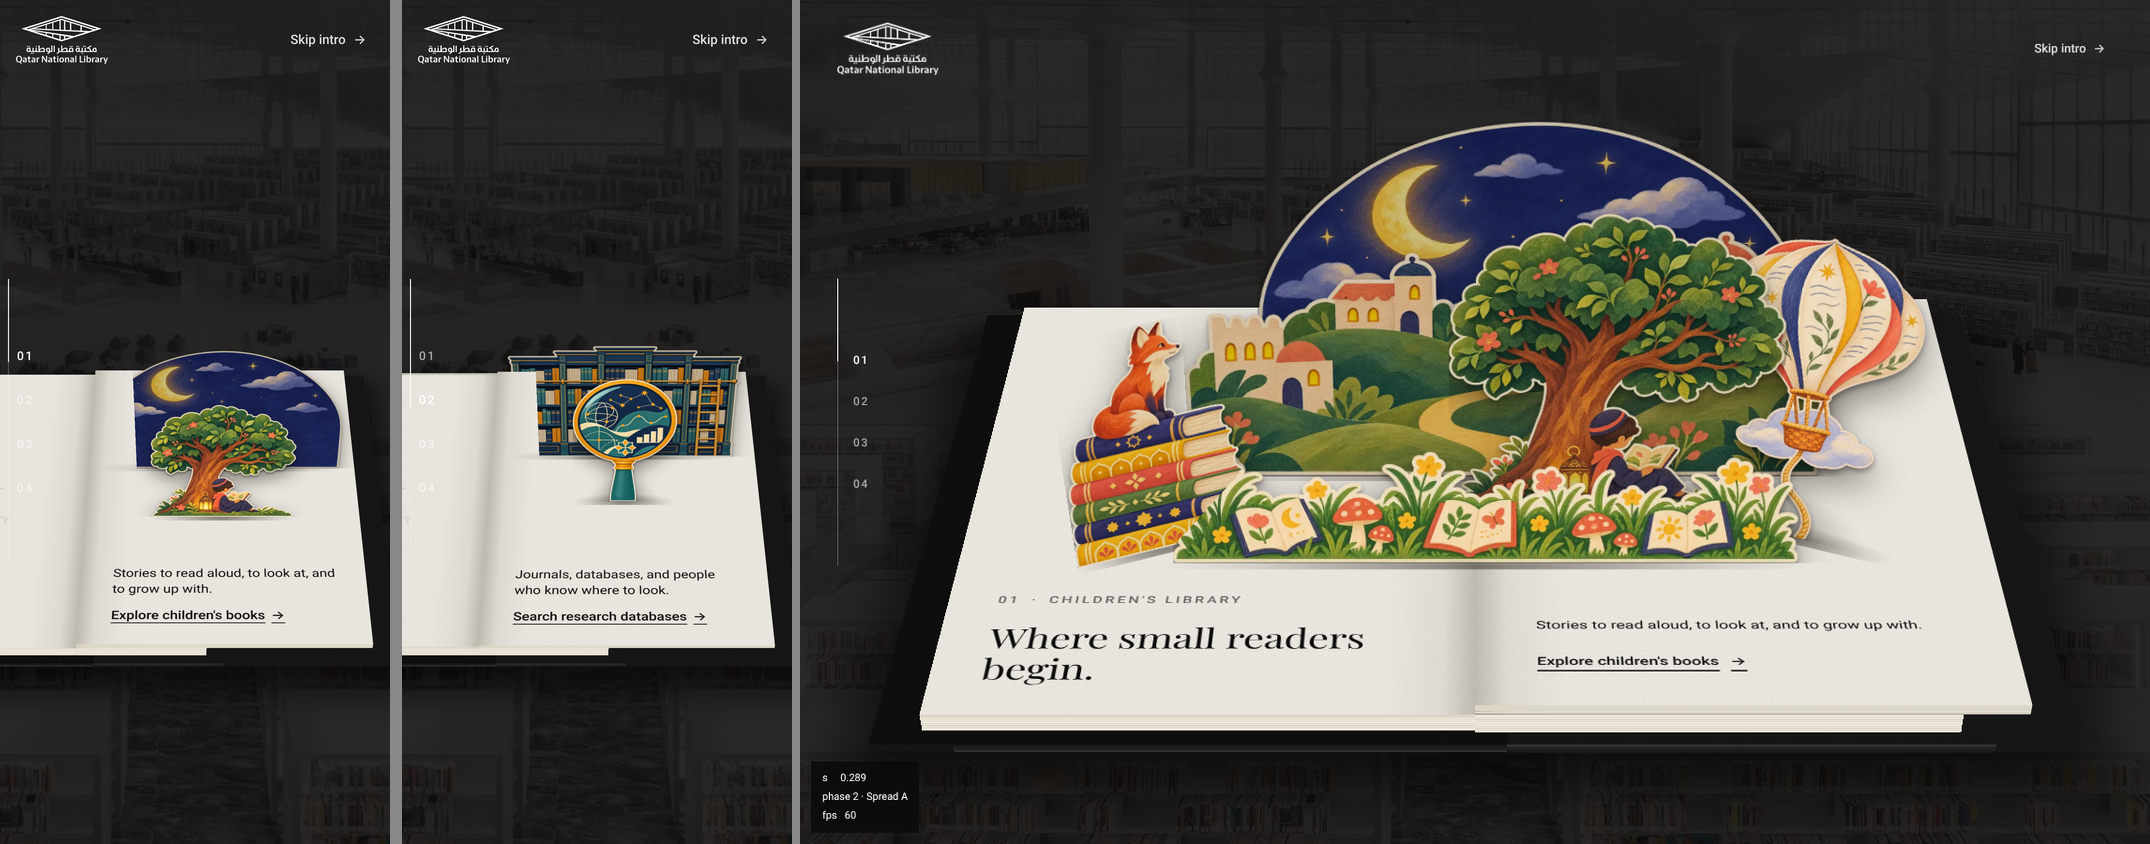 مكتبة قطر الوطنية
Qatar National Library
Skip intro →
01
02
03
04
Stories to read aloud, to look at, and
to grow up with.
Explore children's books →
مكتبة قطر الوطنية
Qatar National Library
Skip intro →
01
02
03
04
Journals, databases, and people
who know where to look.
Search research databases →
مكتبة قطر الوطنية
Qatar National Library
Skip intro →
01
02
03
04
01 · CHILDREN'S LIBRARY
Where small readers
begin.
Stories to read aloud, to look at, and to grow up with.
Explore children's books →
s 0.289
phase 2 · Spread A
fps 60